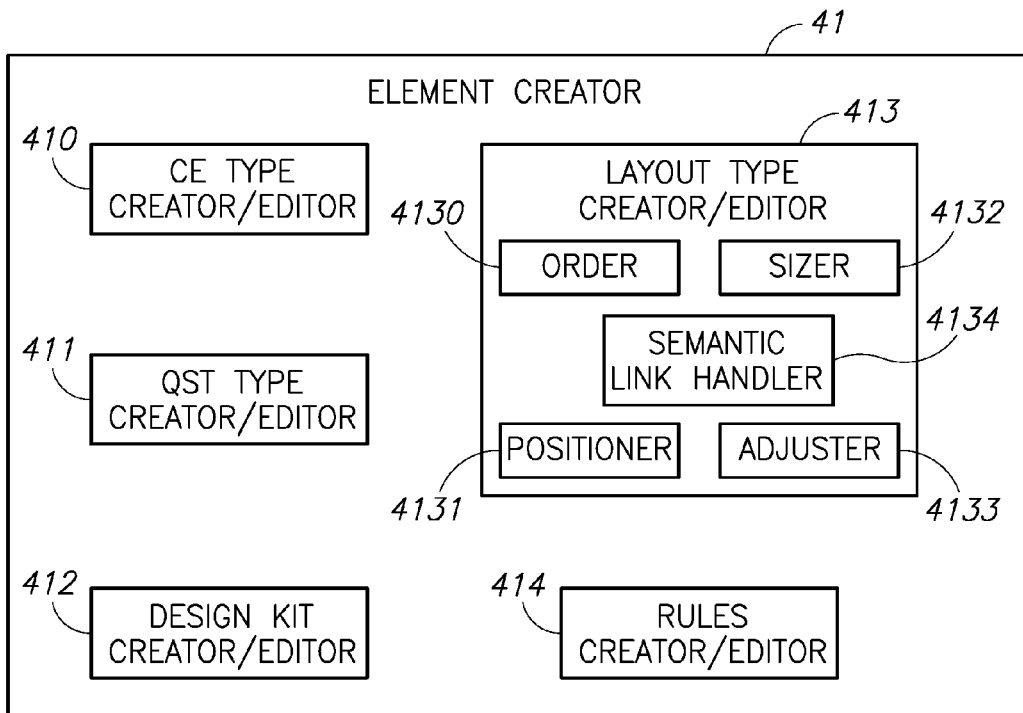 41
ELEMENT CREATOR
410
CE TYPE
CREATOR/EDITOR
411
QST TYPE
CREATOR/EDITOR
412
DESIGN KIT
CREATOR/EDITOR
413
LAYOUT TYPE
CREATOR/EDITOR
4130
ORDER
4132
SIZER
4134
SEMANTIC
LINK HANDLER
POSITIONER
4131
ADJUSTER
4133
414
RULES
CREATOR/EDITOR